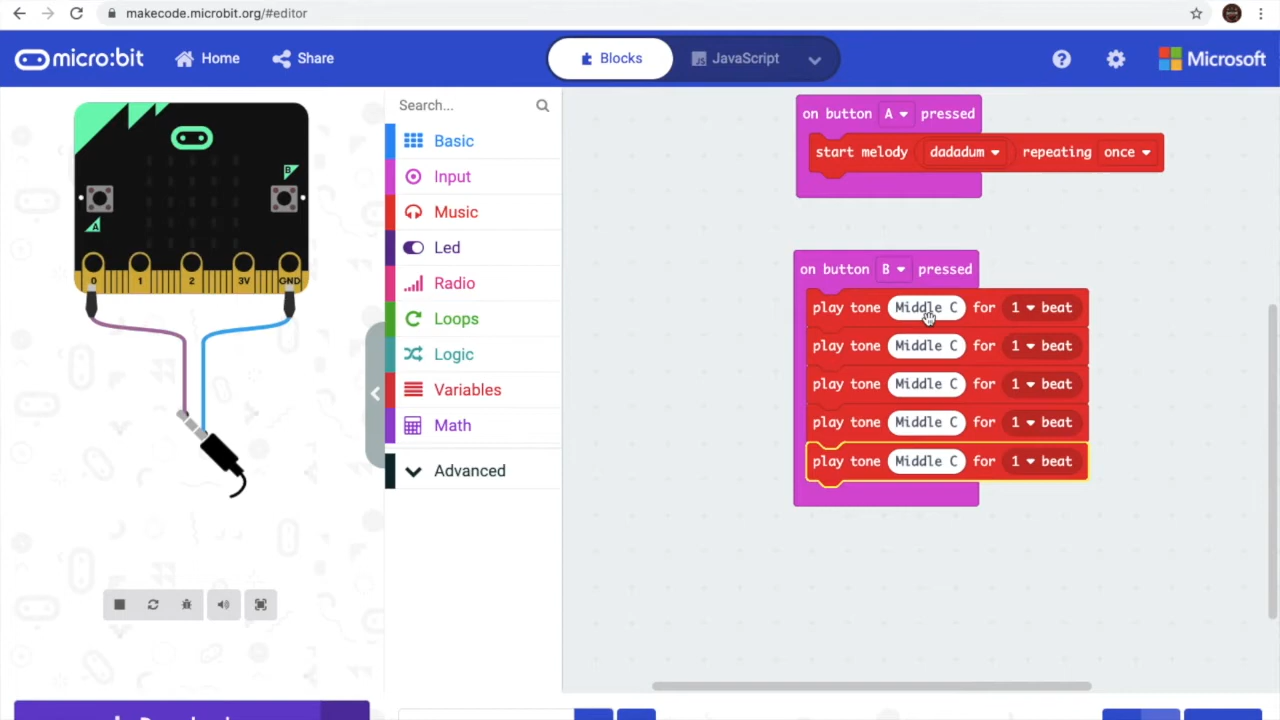 makecode.microbit.org/#editor
micro:bit
Home
Share
Blocks
JavaScript
Microsoft
Search...
Basic
Input
Music
Led
Radio
Loops
Logic
Variables
Math
Advanced
B
A
0 1 2 3V GND
on button A pressed
start melody dadadum repeating once
on button B pressed
play tone Middle C for 1 beat
play tone Middle C for 1 beat
play tone Middle C for 1 beat
play tone Middle C for 1 beat
play tone Middle C for 1 beat